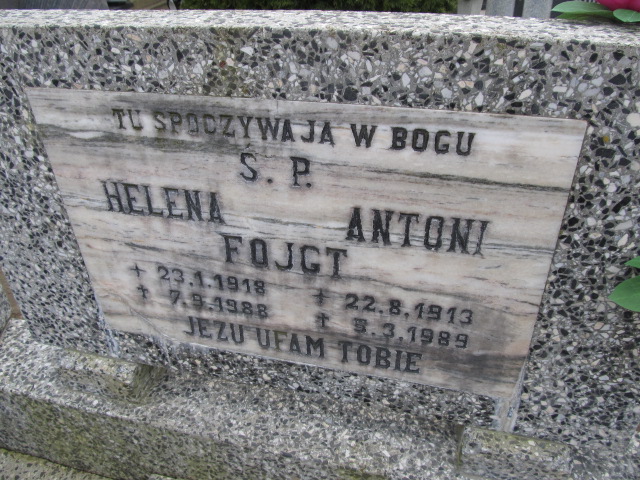 TU SPOCZYWAJĄ W BOGU
Ś. P.
HELENA ANTONI
FOJGT
+ 23.1.1918 + 22.8.1913
✝ 7.9.1988 ✝ 5.3.1989
JEZU UFAM TOBIE